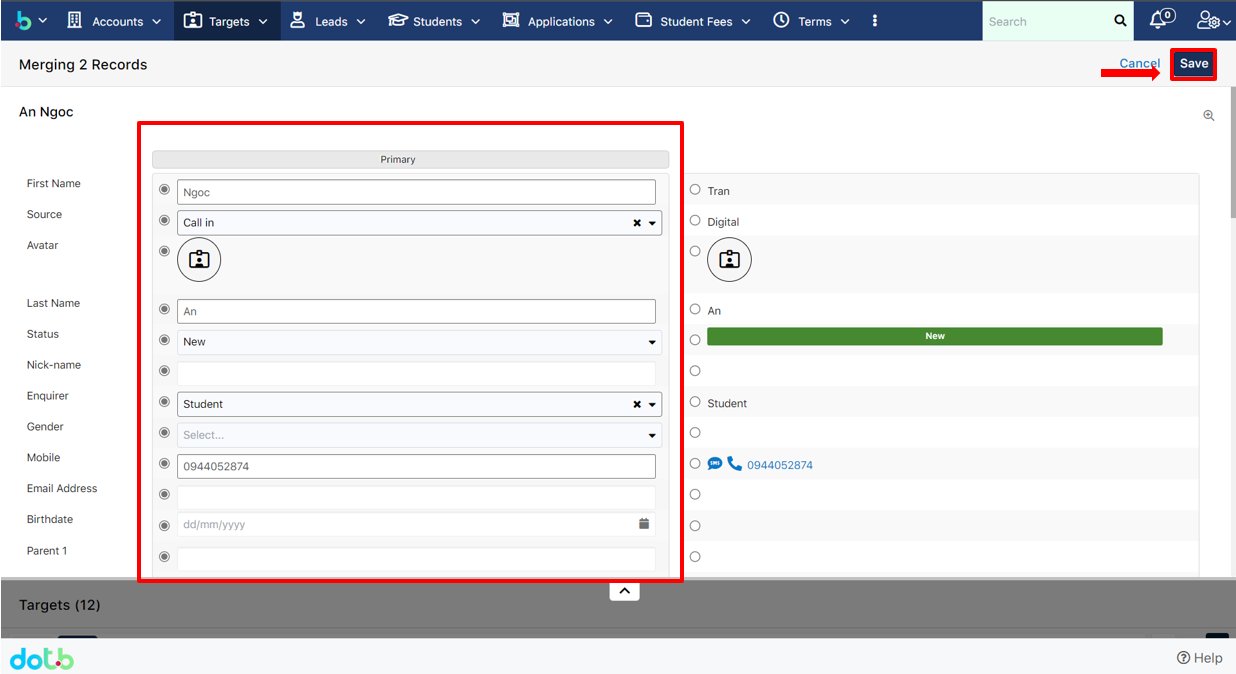 b Accounts Targets Leads Students Applications Student Fees Terms Search 0
Merging 2 Records Cancel Save
An Ngoc
Primary
First Name Ngoc Tran
Source Call in Digital
Avatar
Last Name An An
Status New New
Nick-name
Enquirer Student Student
Gender Select...
Mobile 0944052874 SMS 0944052874
Email Address
Birthdate dd/mm/yyyy
Parent 1
Targets (12)
dotb Help